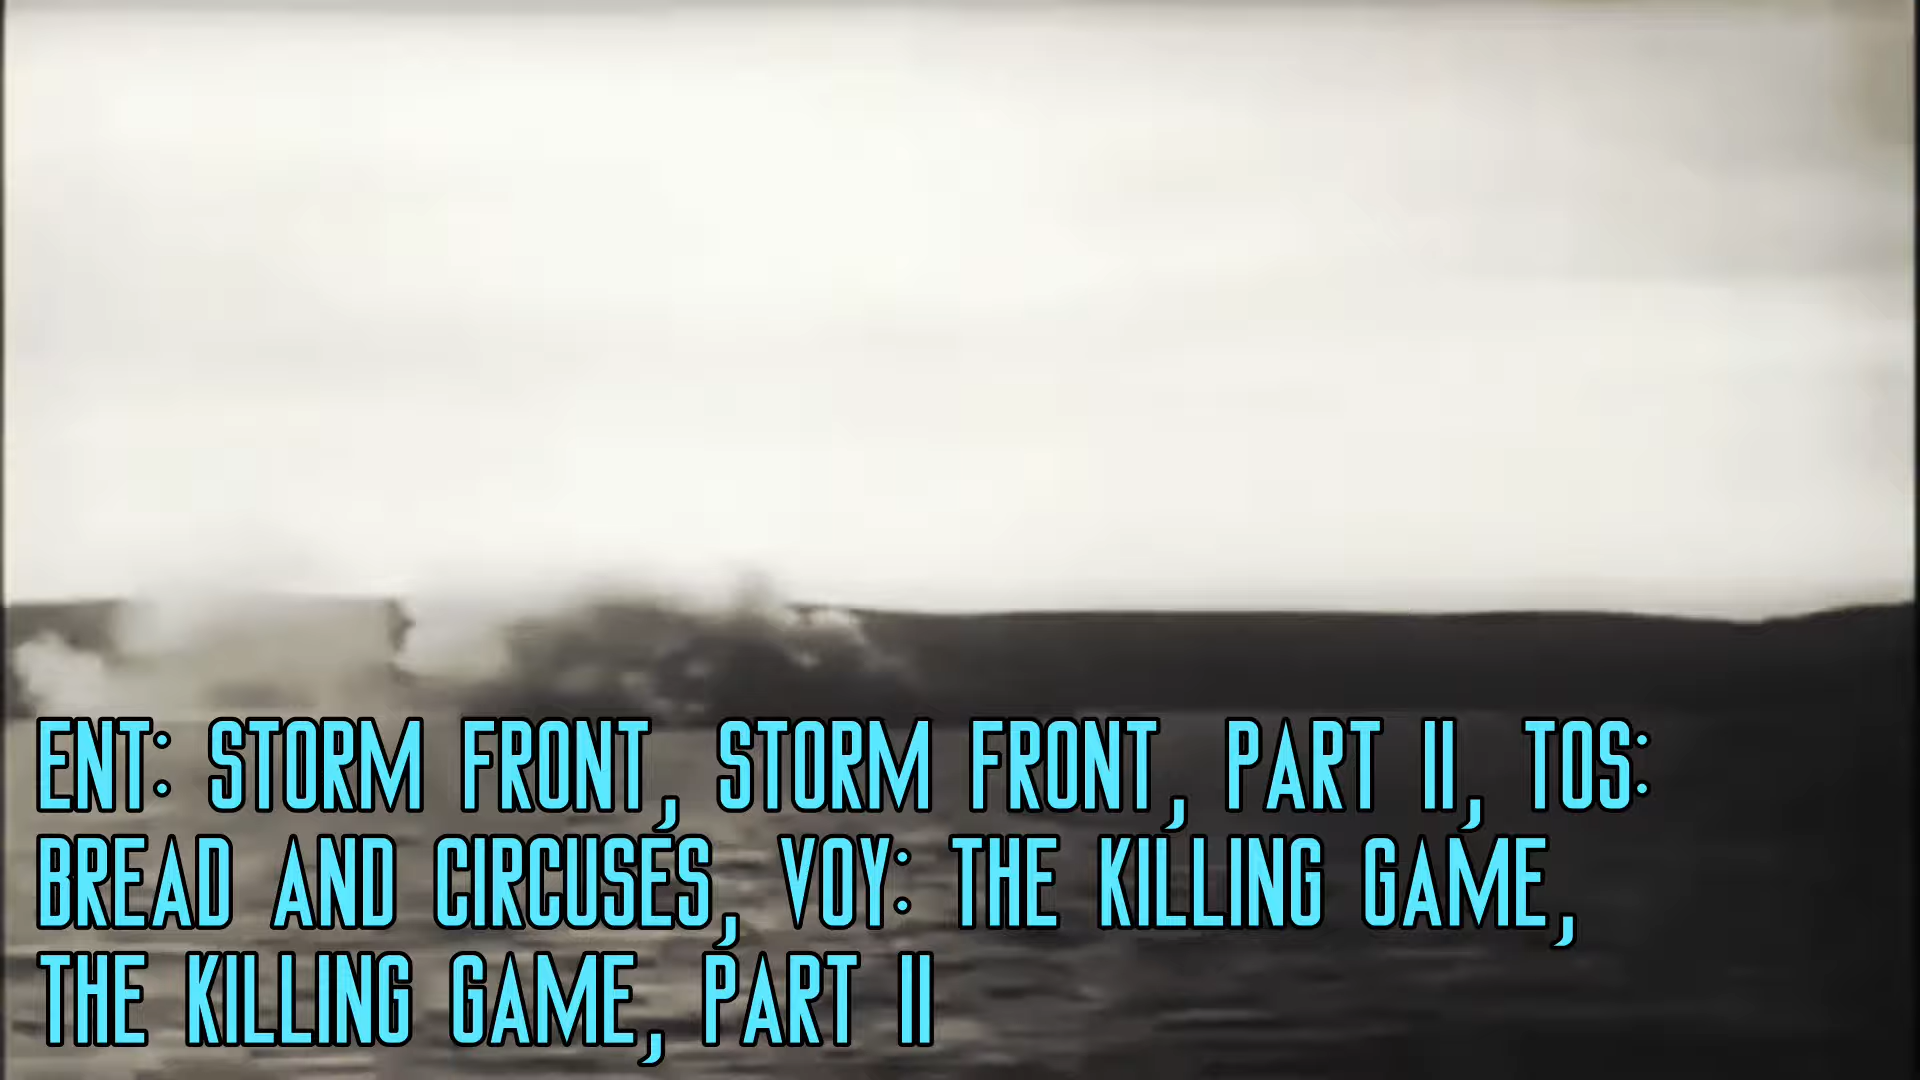 ENT: STORM FRONT, STORM FRONT, PART II, TOS:
BREAD AND CIRCUSES, VOY: THE KILLING GAME,
THE KILLING GAME, PART II